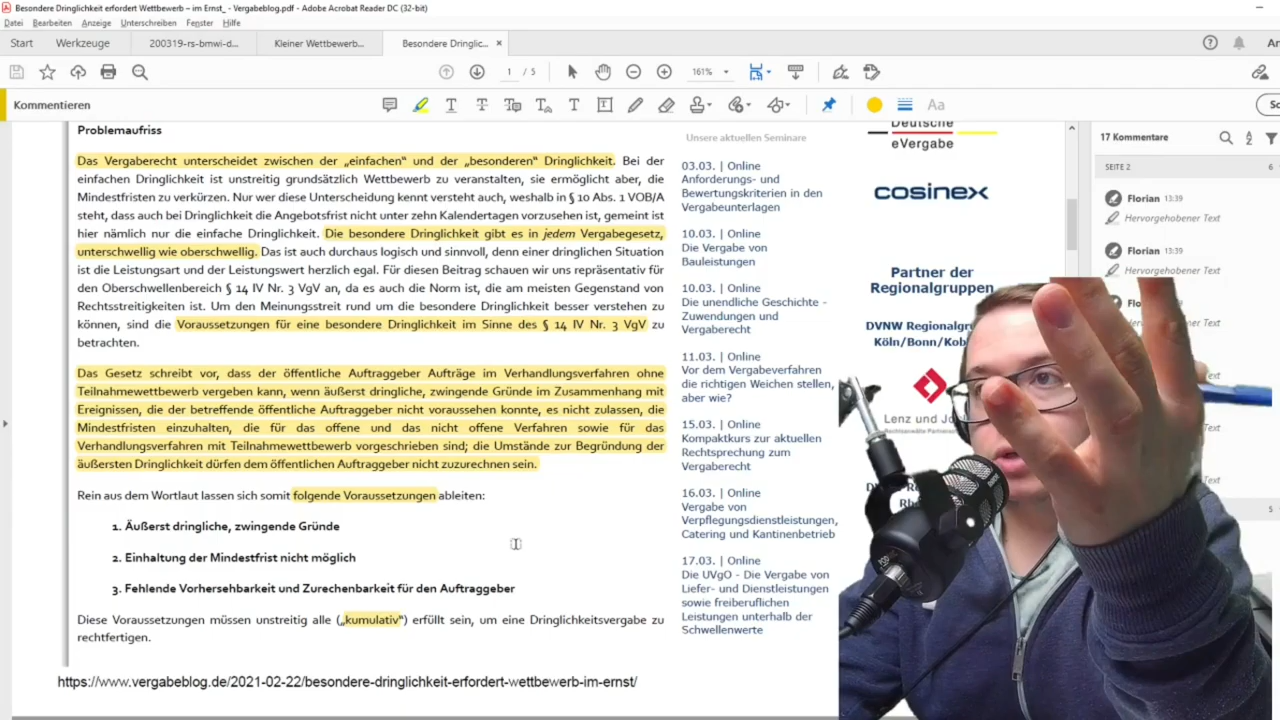 Besondere Dringlichkeit erfordert Wettbewerb – im Ernst_ - Vergabeblog.pdf - Adobe Acrobat Reader DC (32-bit)
Datei Bearbeiten Anzeige Unterschreiben Fenster Hilfe
Start Werkzeuge 200319-rs-bmwi-d... Kleiner Wettbewerb... Besondere Dringlic... ×
1 / 5 161%
Kommentieren
Aa
Problemaufriss
Das Vergaberecht unterscheidet zwischen der „einfachen“ und der „besonderen“ Dringlichkeit. Bei der
einfachen Dringlichkeit ist unstreitig grundsätzlich Wettbewerb zu veranstalten, sie ermöglicht aber, die
Mindestfristen zu verkürzen. Nur wer diese Unterscheidung kennt versteht auch, weshalb in § 10 Abs. 1 VOB/A
steht, dass auch bei Dringlichkeit die Angebotsfrist nicht unter zehn Kalendertagen vorzusehen ist, gemeint ist
hier nämlich nur die einfache Dringlichkeit. Die besondere Dringlichkeit gibt es in jedem Vergabegesetz,
unterschwellig wie oberschwellig. Das ist auch durchaus logisch und sinnvoll, denn einer dringlichen Situation
ist die Leistungsart und der Leistungswert herzlich egal. Für diesen Beitrag schauen wir uns repräsentativ für
den Oberschwellenbereich § 14 IV Nr. 3 VgV an, da es auch die Norm ist, die am meisten Gegenstand von
Rechtsstreitigkeiten ist. Um den Meinungsstreit rund um die besondere Dringlichkeit besser verstehen zu
können, sind die Voraussetzungen für eine besondere Dringlichkeit im Sinne des § 14 IV Nr. 3 VgV zu
betrachten.
Das Gesetz schreibt vor, dass der öffentliche Auftraggeber Aufträge im Verhandlungsverfahren ohne
Teilnahmewettbewerb vergeben kann, wenn äußerst dringliche, zwingende Gründe im Zusammenhang mit
Ereignissen, die der betreffende öffentliche Auftraggeber nicht voraussehen konnte, es nicht zulassen, die
Mindestfristen einzuhalten, die für das offene und das nicht offene Verfahren sowie für das
Verhandlungsverfahren mit Teilnahmewettbewerb vorgeschrieben sind; die Umstände zur Begründung der
äußersten Dringlichkeit dürfen dem öffentlichen Auftraggeber nicht zuzurechnen sein.
Rein aus dem Wortlaut lassen sich somit folgende Voraussetzungen ableiten:
1. Äußerst dringliche, zwingende Gründe
2. Einhaltung der Mindestfrist nicht möglich
3. Fehlende Vorhersehbarkeit und Zurechenbarkeit für den Auftraggeber
Diese Voraussetzungen müssen unstreitig alle („kumulativ“) erfüllt sein, um eine Dringlichkeitsvergabe zu
rechtfertigen.
https://www.vergabeblog.de/2021-02-22/besondere-dringlichkeit-erfordert-wettbewerb-im-ernst/
Unsere aktuellen Seminare
03.03. | Online
Anforderungs- und
Bewertungskriterien in den
Vergabeunterlagen
10.03. | Online
Die Vergabe von
Bauleistungen
10.03. | Online
Die unendliche Geschichte -
Zuwendungen und
Vergaberecht
11.03. | Online
Vor dem Vergabeverfahren
die richtigen Weichen stellen,
aber wie?
15.03. | Online
Kompaktkurs zur aktuellen
Rechtsprechung zum
Vergaberecht
16.03. | Online
Vergabe von
Verpflegungsdienstleistungen,
Catering und Kantinenbetrieb
17.03. | Online
Die UVgO - Die Vergabe von
Liefer- und Dienstleistungen
sowie freiberuflichen
Leistungen unterhalb der
Schwellenwerte
Deutsche
eVergabe
cosinex
Partner der
Regionalgruppen
DVNW
Köln/Bonn/
Lenz und
17 Kommentare
SEITE 2 6
Florian 13:39
Hervorgehobener Text
Florian 13:39
Hervorgehobener Text
13:39
Text
5